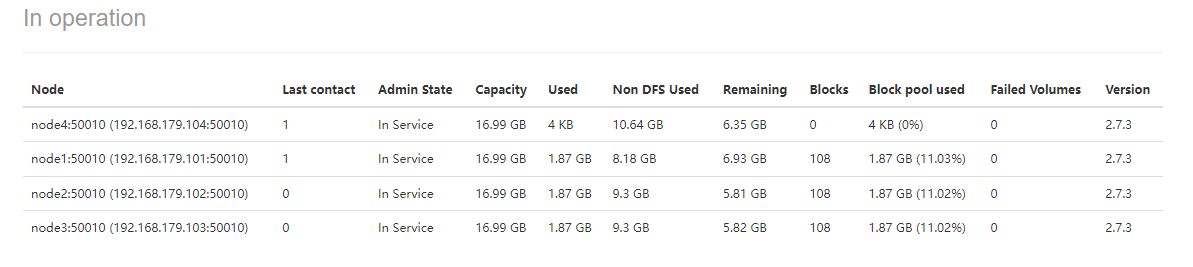 In operation
Node Last contact Admin State Capacity Used Non DFS Used Remaining Blocks Block pool used Failed Volumes Version
node4:50010 (192.168.179.104:50010) 1 In Service 16.99 GB 4 KB 10.64 GB 6.35 GB 0 4 KB (0%) 0 2.7.3
node1:50010 (192.168.179.101:50010) 1 In Service 16.99 GB 1.87 GB 8.18 GB 6.93 GB 108 1.87 GB (11.03%) 0 2.7.3
node2:50010 (192.168.179.102:50010) 0 In Service 16.99 GB 1.87 GB 9.3 GB 5.81 GB 108 1.87 GB (11.02%) 0 2.7.3
node3:50010 (192.168.179.103:50010) 0 In Service 16.99 GB 1.87 GB 9.3 GB 5.82 GB 108 1.87 GB (11.02%) 0 2.7.3